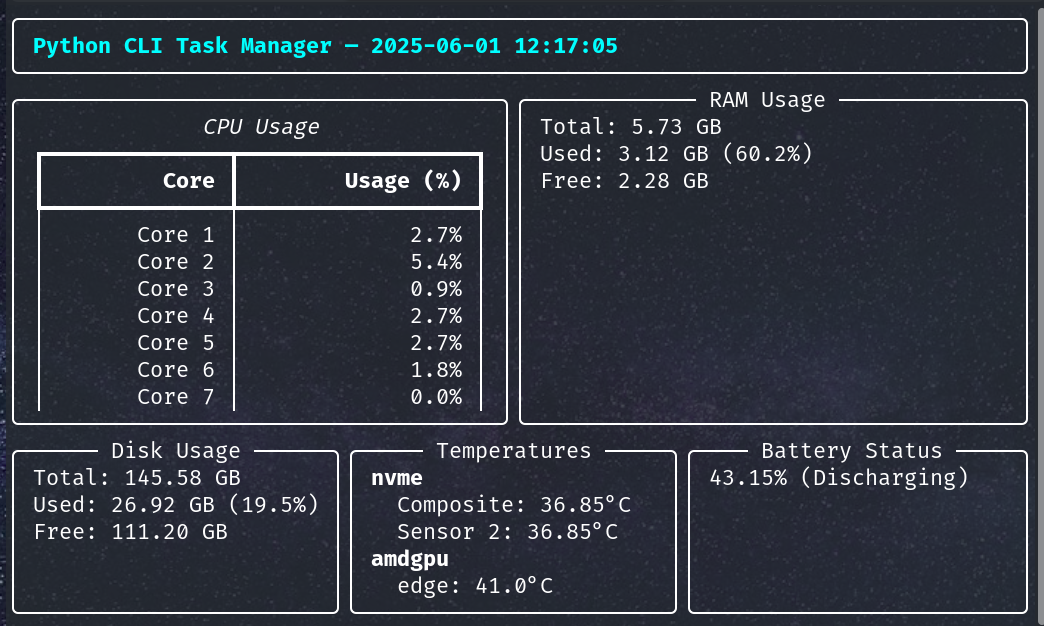 Python CLI Task Manager — 2025-06-01 12:17:05
CPU Usage
Core Usage (%)
Core 1 2.7%
Core 2 5.4%
Core 3 0.9%
Core 4 2.7%
Core 5 2.7%
Core 6 1.8%
Core 7 0.0%
RAM Usage
Total: 5.73 GB
Used: 3.12 GB (60.2%)
Free: 2.28 GB
Disk Usage
Total: 145.58 GB
Used: 26.92 GB (19.5%)
Free: 111.20 GB
Temperatures
nvme
Composite: 36.85°C
Sensor 2: 36.85°C
amdgpu
edge: 41.0°C
Battery Status
43.15% (Discharging)